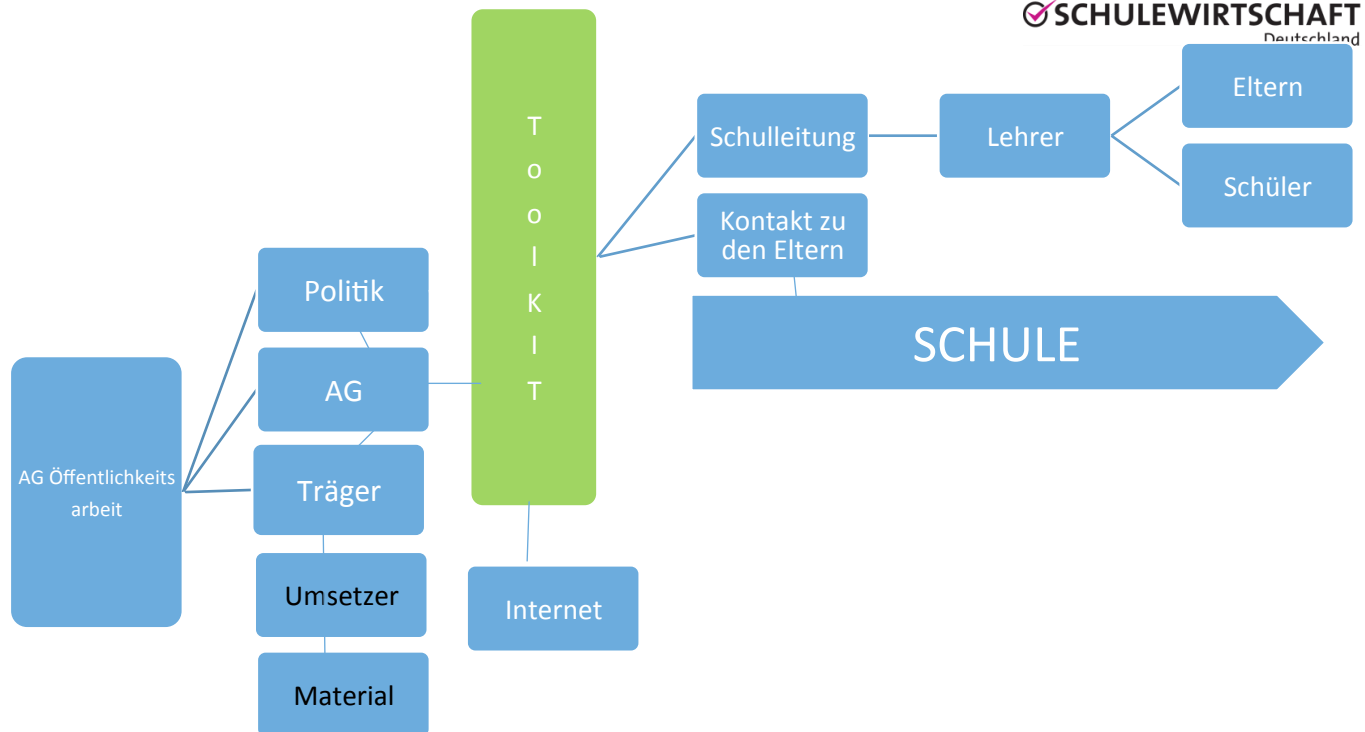 SCHULEWIRTSCHAFT
Deutschland
Eltern
Schulleitung
Lehrer
Schüler
Kontakt zu
den Eltern
SCHULE
T
o
o
l
K
I
T
Politik
AG
Träger
AG Öffentlichkeits
arbeit
Umsetzer
Internet
Material